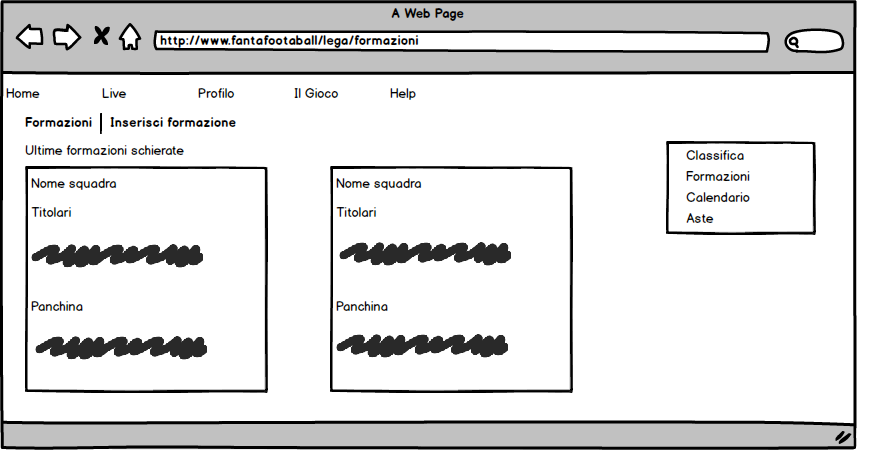 A Web Page
http://www.fantafootaball/lega/formazioni
Home Live Profilo Il Gioco Help
Formazioni Inserisci formazione
Ultime formazioni schierate
Nome squadra
Titolari
Panchina
Nome squadra
Titolari
Panchina
Classifica
Formazioni
Calendario
Aste